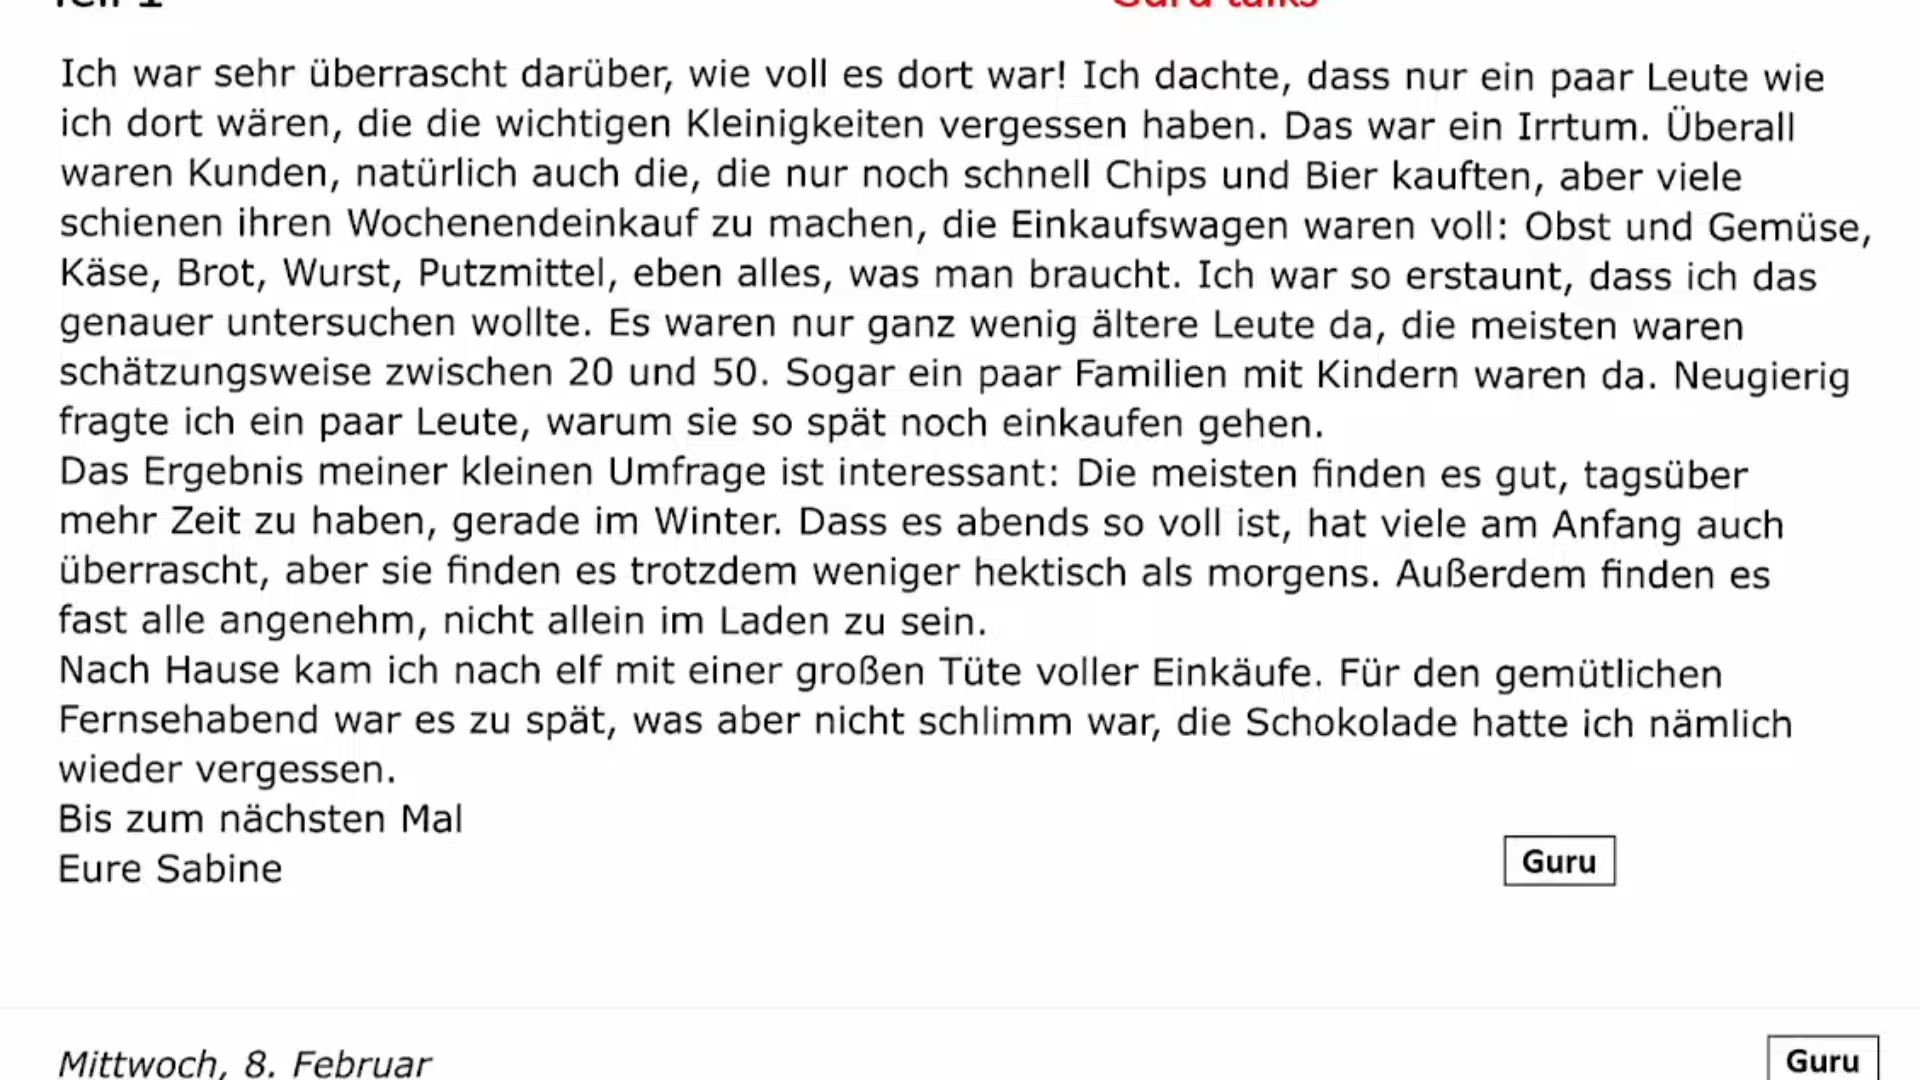 Teil 1
Guru talks
Ich war sehr überrascht darüber, wie voll es dort war! Ich dachte, dass nur ein paar Leute wie
ich dort wären, die die wichtigen Kleinigkeiten vergessen haben. Das war ein Irrtum. Überall
waren Kunden, natürlich auch die, die nur noch schnell Chips und Bier kauften, aber viele
schienen ihren Wochenendeinkauf zu machen, die Einkaufswagen waren voll: Obst und Gemüse,
Käse, Brot, Wurst, Putzmittel, eben alles, was man braucht. Ich war so erstaunt, dass ich das
genauer untersuchen wollte. Es waren nur ganz wenig ältere Leute da, die meisten waren
schätzungsweise zwischen 20 und 50. Sogar ein paar Familien mit Kindern waren da. Neugierig
fragte ich ein paar Leute, warum sie so spät noch einkaufen gehen.
Das Ergebnis meiner kleinen Umfrage ist interessant: Die meisten finden es gut, tagsüber
mehr Zeit zu haben, gerade im Winter. Dass es abends so voll ist, hat viele am Anfang auch
überrascht, aber sie finden es trotzdem weniger hektisch als morgens. Außerdem finden es
fast alle angenehm, nicht allein im Laden zu sein.
Nach Hause kam ich nach elf mit einer großen Tüte voller Einkäufe. Für den gemütlichen
Fernsehabend war es zu spät, was aber nicht schlimm war, die Schokolade hatte ich nämlich
wieder vergessen.
Bis zum nächsten Mal
Eure Sabine
Guru
Mittwoch, 8. Februar
Guru